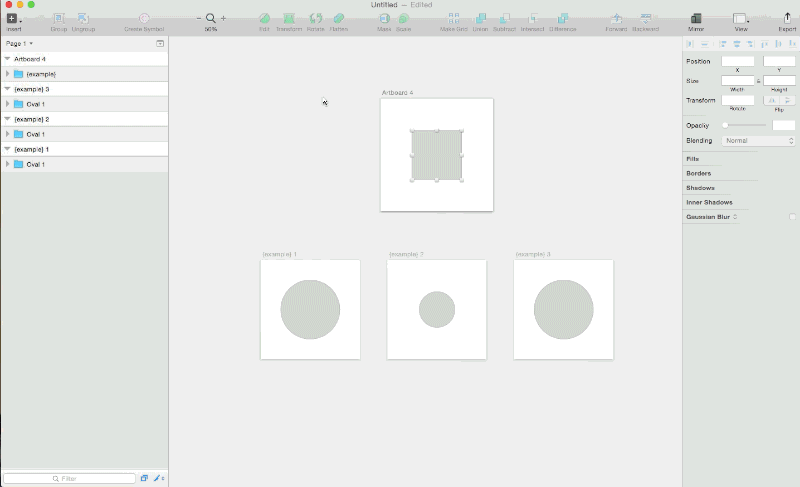 Untitled — Edited
Insert
Group Ungroup
Create Symbol
50%
Edit Transform Rotate Flatten
Mask Scale
Make Grid Union Subtract Intersect Difference
Forward Backward
Mirror
View
Export
Page 1
Artboard 4
{example}
{example} 3
Oval 1
{example} 2
Oval 1
{example} 1
Oval 1
Filter
Artboard 4
{example} 1
{example} 2
{example} 3
Position
X Y
Size
&
Width Height
Transform
Rotate Flip
Opacity
Blending Normal
Fills
Borders
Shadows
Inner Shadows
Gaussian Blur